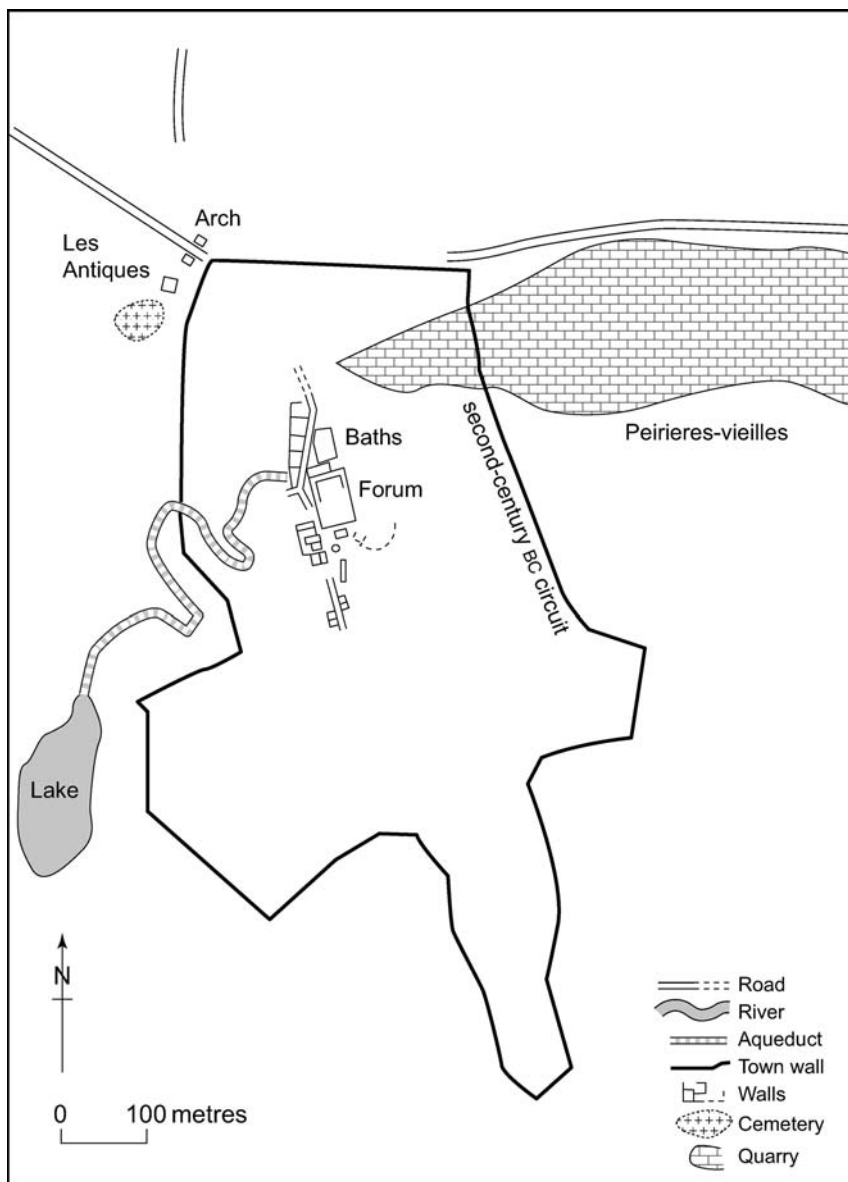 Arch
Les
Antiques
Baths
Peirieres-vieilles
Forum
second-century BC circuit
Lake
N
0 100 metres
Road
River
Aqueduct
Town wall
Walls
Cemetery
Quarry